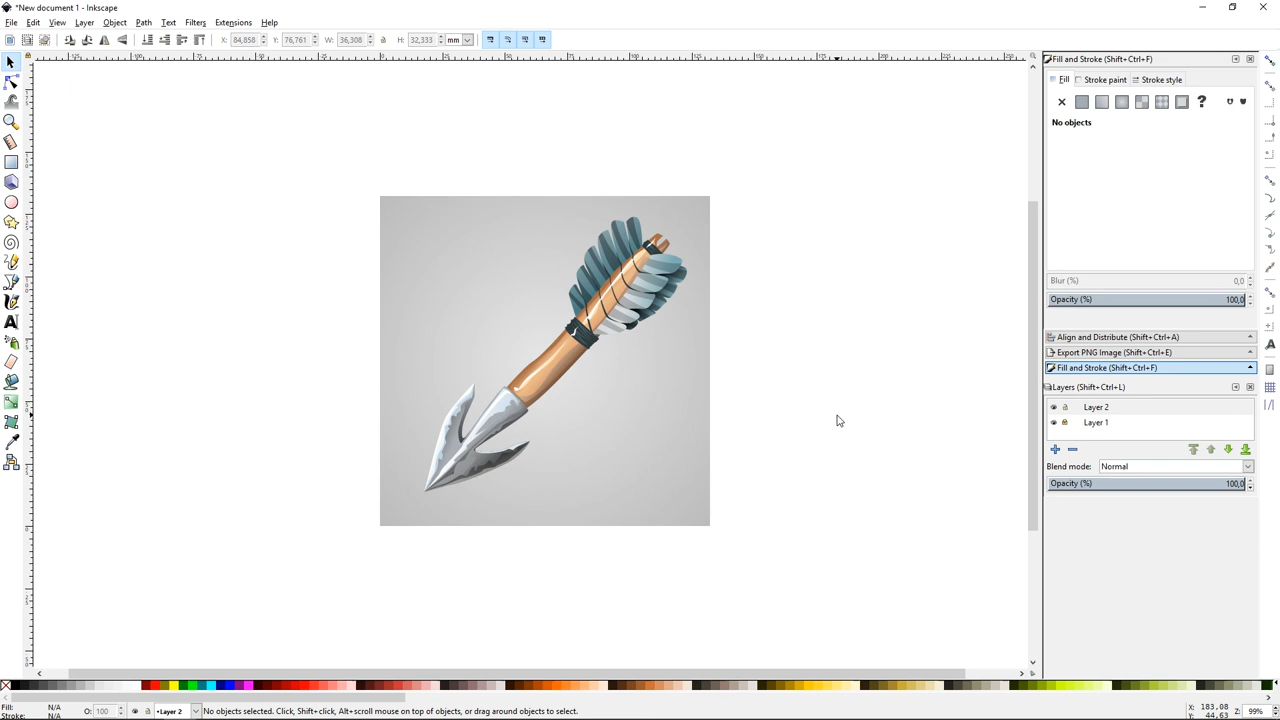 *New document 1 - Inkscape
File Edit View Layer Object Path Text Filters Extensions Help
X: 84,858 Y: 76,761 W: 36,308 H: 32,333 mm
Fill and Stroke (Shift+Ctrl+F)
Fill Stroke paint Stroke style
?
No objects
Blur (%) 0,0
Opacity (%) 100,0
Align and Distribute (Shift+Ctrl+A)
Export PNG Image (Shift+Ctrl+E)
Fill and Stroke (Shift+Ctrl+F)
Layers (Shift+Ctrl+L)
Layer 2
Layer 1
Blend mode: Normal
Opacity (%) 100,0
Fill: N/A
Stroke: N/A
O: 100
•Layer 2
No objects selected. Click, Shift+click, Alt+scroll mouse on top of objects, or drag around objects to select.
X: 183,08
Y: 44,63
Z: 99%